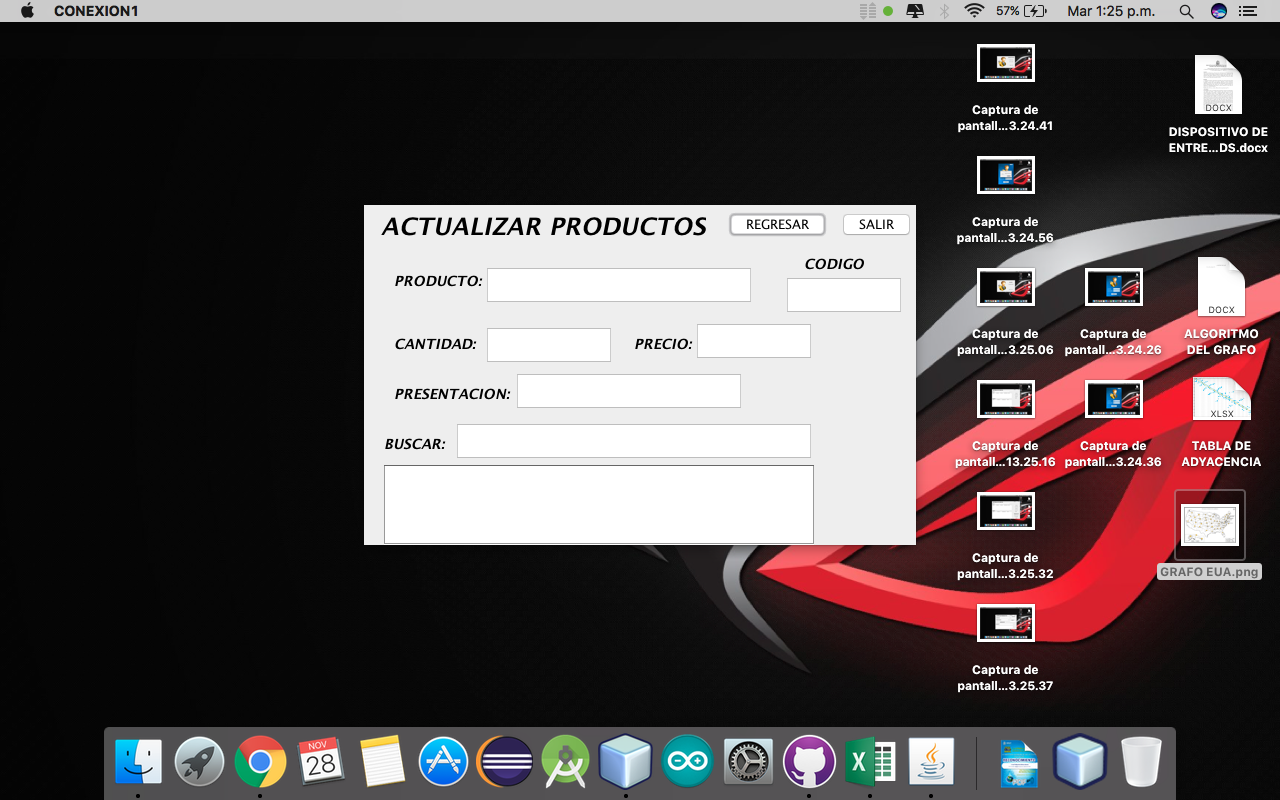 CONEXION1
57%
Mar 1:25 p.m.
ACTUALIZAR PRODUCTOS
REGRESAR
SALIR
CODIGO
PRODUCTO:
CANTIDAD:
PRECIO:
PRESENTACION:
BUSCAR:
Captura de
pantall...3.24.41
Captura de
pantall...3.24.56
Captura de
pantall...3.25.06
Captura de
pantall...3.24.26
Captura de
pantall...13.25.16
Captura de
pantall...3.24.36
Captura de
pantall...3.25.32
Captura de
pantall...3.25.37
DOCX
DISPOSITIVO DE
ENTRE...DS.docx
DOCX
ALGORITMO
DEL GRAFO
XLSX
TABLA DE
ADYACENCIA
GRAFO EUA.png
NOV
28